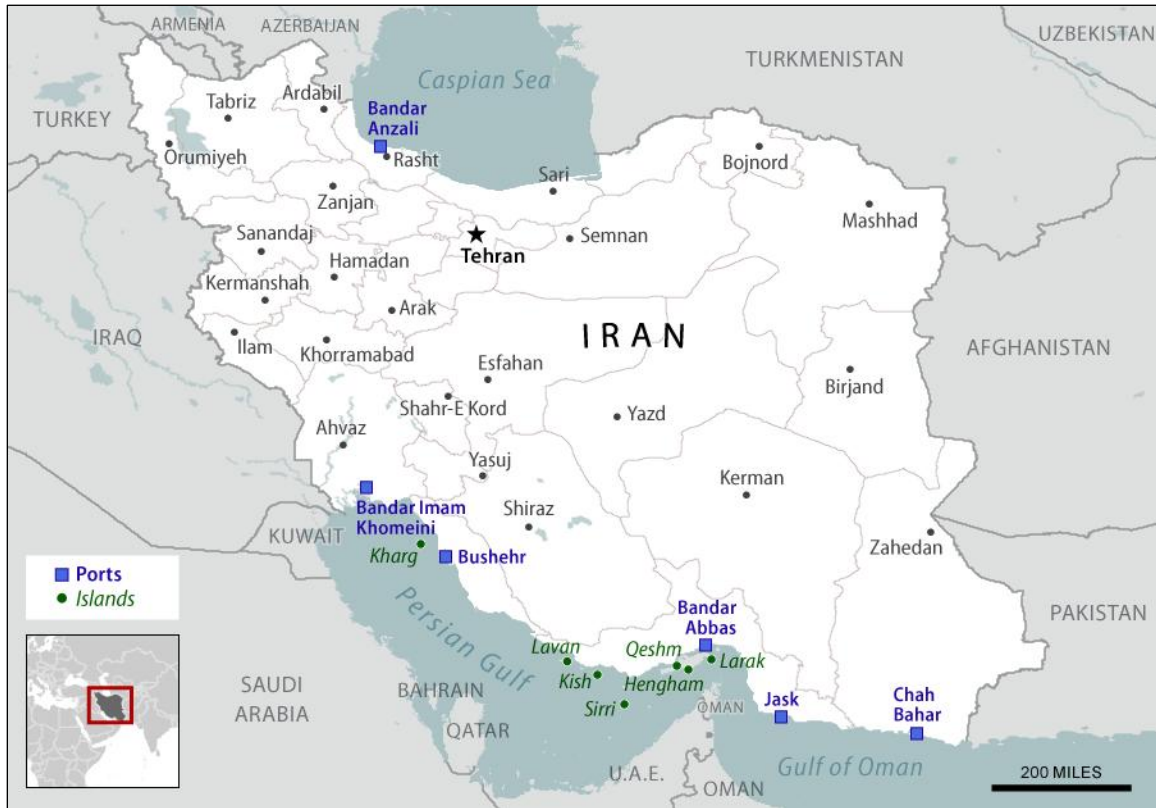 ARMENIA
AZERBAIJAN
UZBEKISTAN
TURKMENISTAN
Caspian Sea
TURKEY
Tabriz
Ardabil
Bandar
Anzali
Orumiyeh
Rasht
Bojnord
Sari
Zanjan
Mashhad
Sanandaj
Semnan
Tehran
Hamadan
Kermanshah
Arak
IRAN
IRAQ
Ilam
Khorramabad
AFGHANISTAN
Esfahan
Birjand
Shahr-E Kord
Yazd
Ahvaz
Yasuj
Kerman
Bandar Imam
Khomeini
Shiraz
KUWAIT
Kharg
Bushehr
Zahedan
Ports
Islands
Persian Gulf
Bandar
Abbas
PAKISTAN
Lavan
Qeshm
Larak
Kish
Hengham
SAUDI
ARABIA
BAHRAIN
Sirri
OMAN
Jask
Chah
Bahar
QATAR
U.A.E.
OMAN
Gulf of Oman
200 MILES